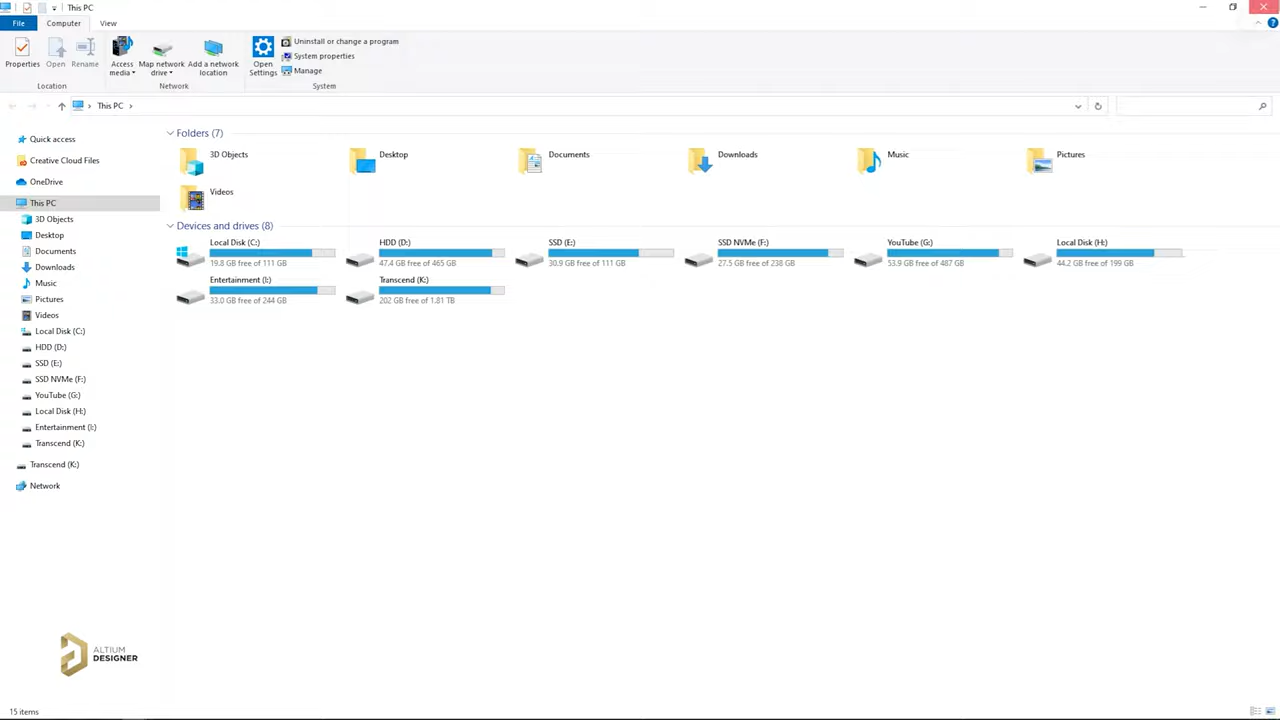 This PC
File Computer View
Properties Open Rename Access media Map network drive Add a network location Open Settings Uninstall or change a program
System properties
Manage
Location Network System
This PC
Quick access
Creative Cloud Files
OneDrive
This PC
3D Objects
Desktop
Documents
Downloads
Music
Pictures
Videos
Local Disk (C:)
HDD (D:)
SSD (E:)
SSD NVMe (F:)
YouTube (G:)
Local Disk (H:)
Entertainment (I:)
Transcend (K:)
Transcend (K:)
Network
Folders (7)
3D Objects Desktop Documents Downloads Music Pictures
Videos
Devices and drives (8)
Local Disk (C:) HDD (D:) SSD (E:) SSD NVMe (F:) YouTube (G:) Local Disk (H:)
19.8 GB free of 111 GB 47.4 GB free of 465 GB 30.9 GB free of 111 GB 27.5 GB free of 238 GB 53.9 GB free of 487 GB 44.2 GB free of 199 GB
Entertainment (I:) Transcend (K:)
33.0 GB free of 244 GB 202 GB free of 1.81 TB
ALTIUM
DESIGNER
15 items